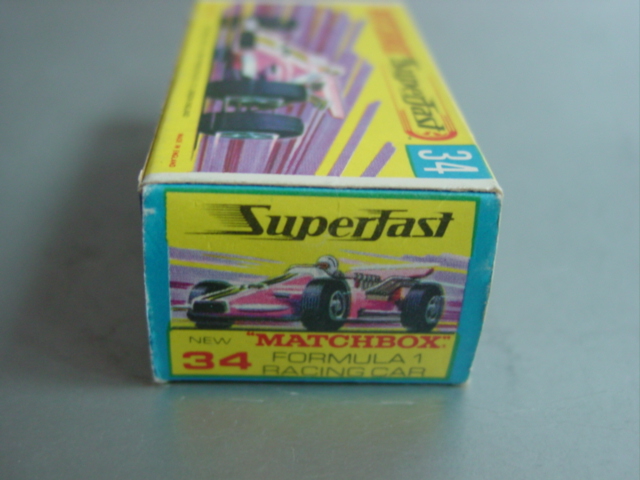 Superfast
34
Superfast
NEW "MATCHBOX"
34 FORMULA 1
RACING CAR